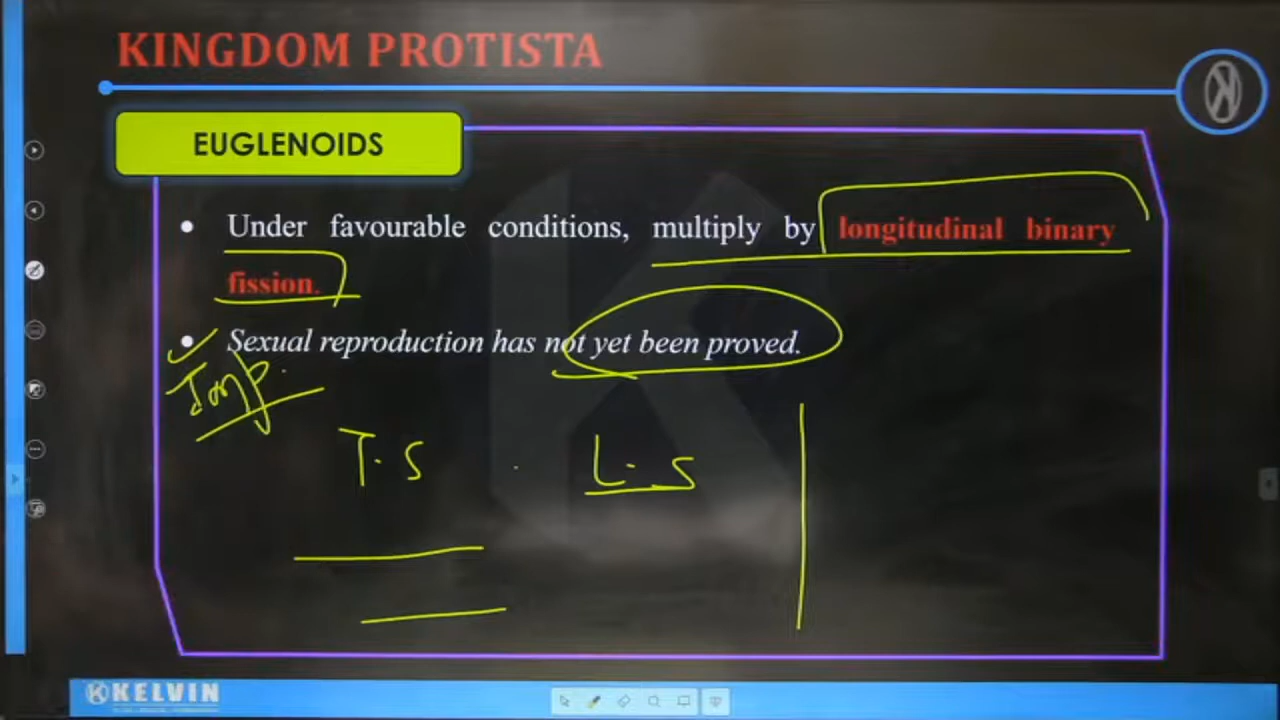 KINGDOM PROTISTA
EUGLENOIDS
• Under favourable conditions, multiply by longitudinal binary
fission.
• Sexual reproduction has not yet been proved.
Imp.
T.S L.S
KELVIN